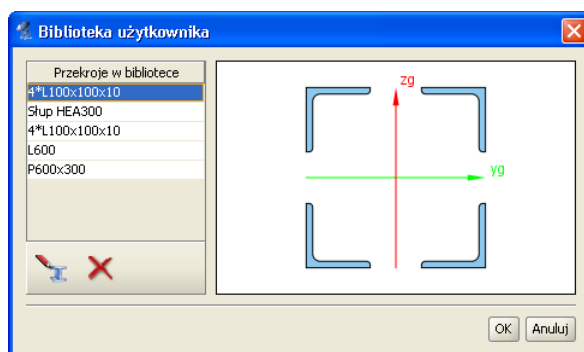 Biblioteka użytkownika
Przekroje w bibliotece
4*L100x100x10
Słup HEA300
4*L100x100x10
L600
P600x300
zg
yg
OK
Anuluj